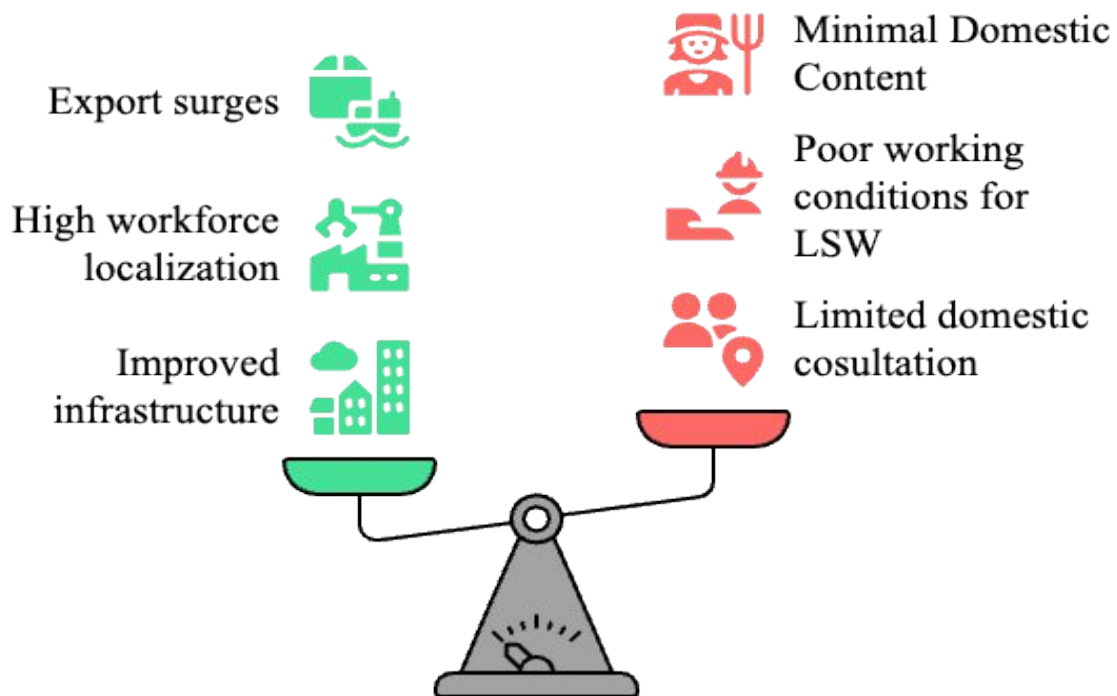 Export surges
High workforce
localization
Improved
infrastructure
Minimal Domestic
Content
Poor working
conditions for
LSW
Limited domestic
cosultation